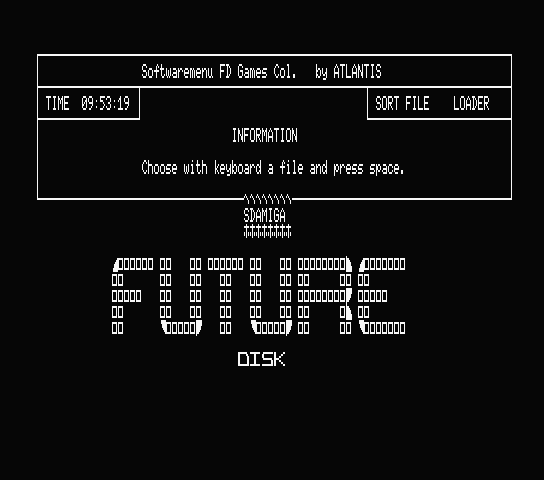 Softwaremenu FD Games Col. by ATLANTIS
TIME 09:53:19
SORT FILE LOADER
INFORMATION
Choose with keyboard a file and press space.
SDAMIGA
FUTURE
DISK